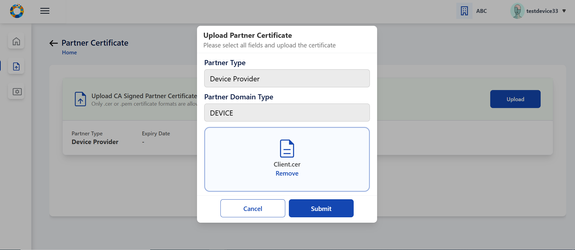 ABC
testdevice33
Partner Certificate
Home
Upload CA Signed Partner Certificate
Only .cer or .pem certificate formats are allow
Upload
Partner Type
Expiry Date
Device Provider
-
Upload Partner Certificate
Please select all fields and upload the certificate
Partner Type
Device Provider
Partner Domain Type
DEVICE
Client.cer
Remove
Cancel
Submit